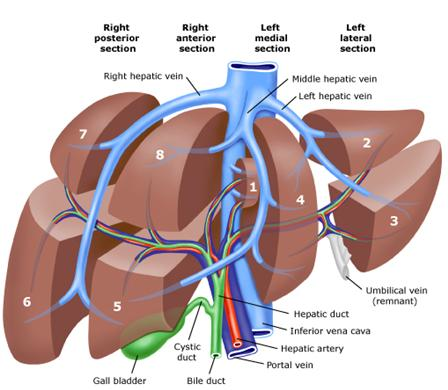 Right
posterior
section
Right
anterior
section
Left
medial
section
Left
lateral
section
Right hepatic vein
Middle hepatic vein
Left hepatic vein
7
8
2
1
4
3
6
5
Umbilical vein
(remnant)
Hepatic duct
Inferior vena cava
Cystic
duct
Hepatic artery
Portal vein
Gall bladder
Bile duct